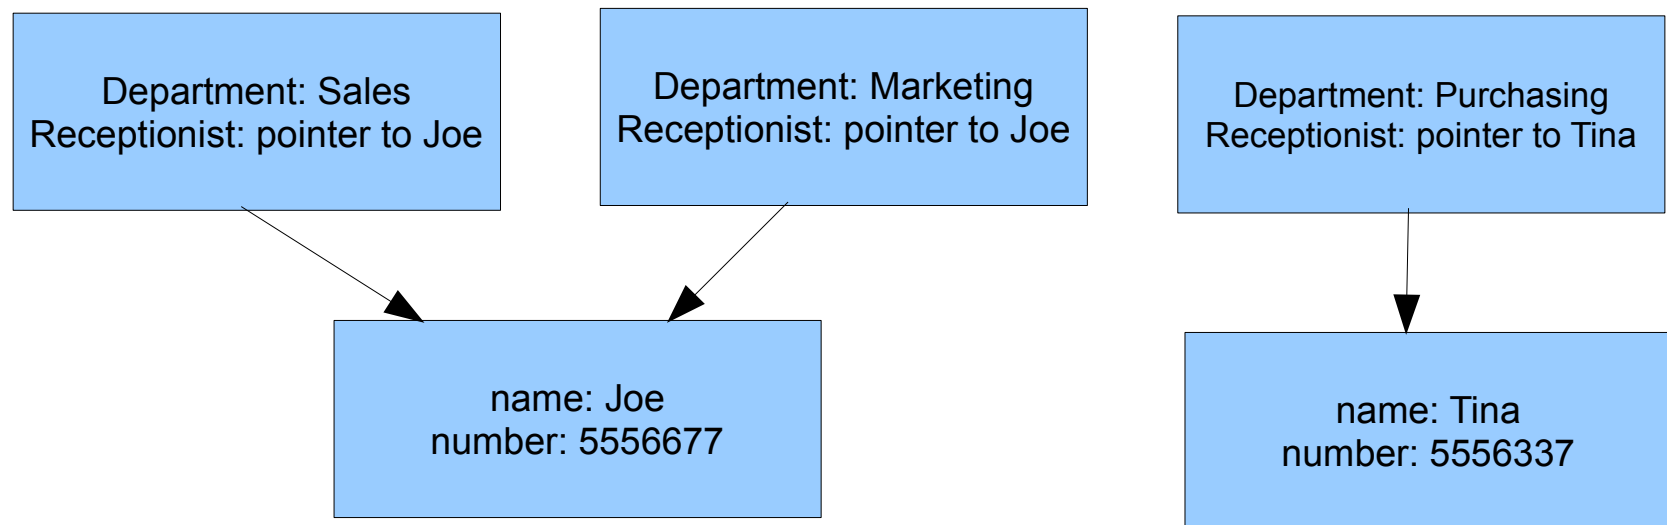 Department: Sales
Receptionist: pointer to Joe
Department: Marketing
Receptionist: pointer to Joe
Department: Purchasing
Receptionist: pointer to Tina
name: Joe
number: 5556677
name: Tina
number: 5556337